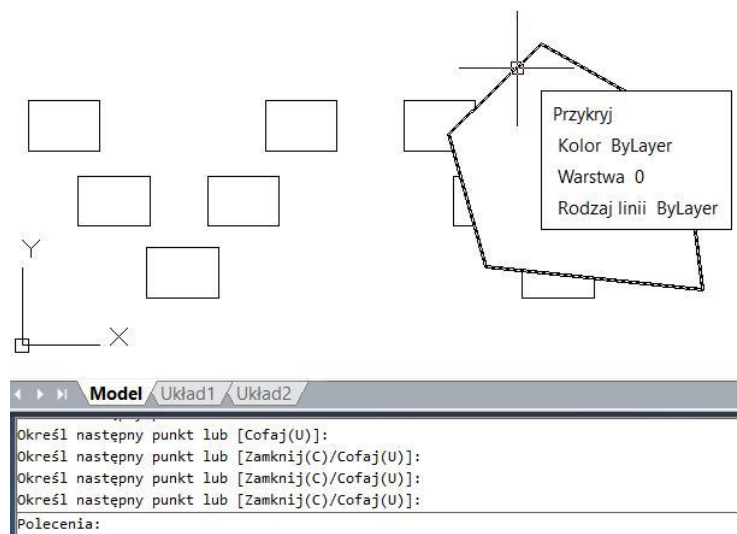 Przykryj
Kolor ByLayer
Warstwa 0
Rodzaj linii ByLayer
Y
X
Model Układ1 Układ2
Określ następny punkt lub [Cofaj(U)]:
Określ następny punkt lub [Zamknij(C)/Cofaj(U)]:
Określ następny punkt lub [Zamknij(C)/Cofaj(U)]:
Określ następny punkt lub [Zamknij(C)/Cofaj(U)]:
Polecenia: